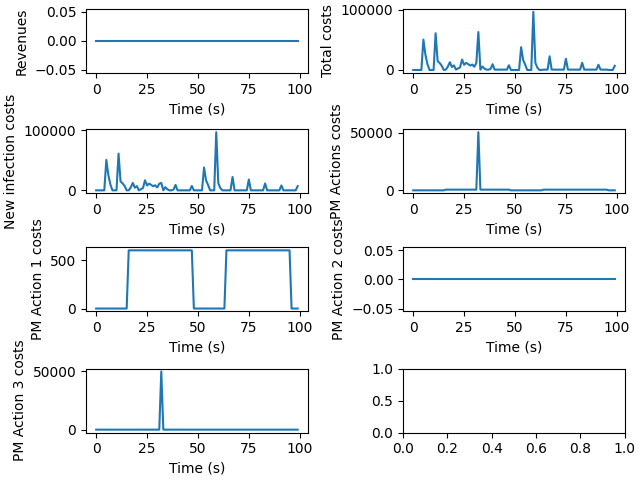 Revenues
0.05
0.00
−0.05
0 25 50 75 100
Time (s)
Total costs
100000
0
0 25 50 75 100
Time (s)
New infection costs
100000
0
0 25 50 75 100
Time (s)
PM Actions costs
50000
0
0 25 50 75 100
Time (s)
PM Action 1 costs
500
0
0 25 50 75 100
Time (s)
PM Action 2 costs
0.05
0.00
−0.05
0 25 50 75 100
Time (s)
PM Action 3 costs
50000
0
0 25 50 75 100
Time (s)
1.0
0.5
0.0
0.0 0.2 0.4 0.6 0.8 1.0